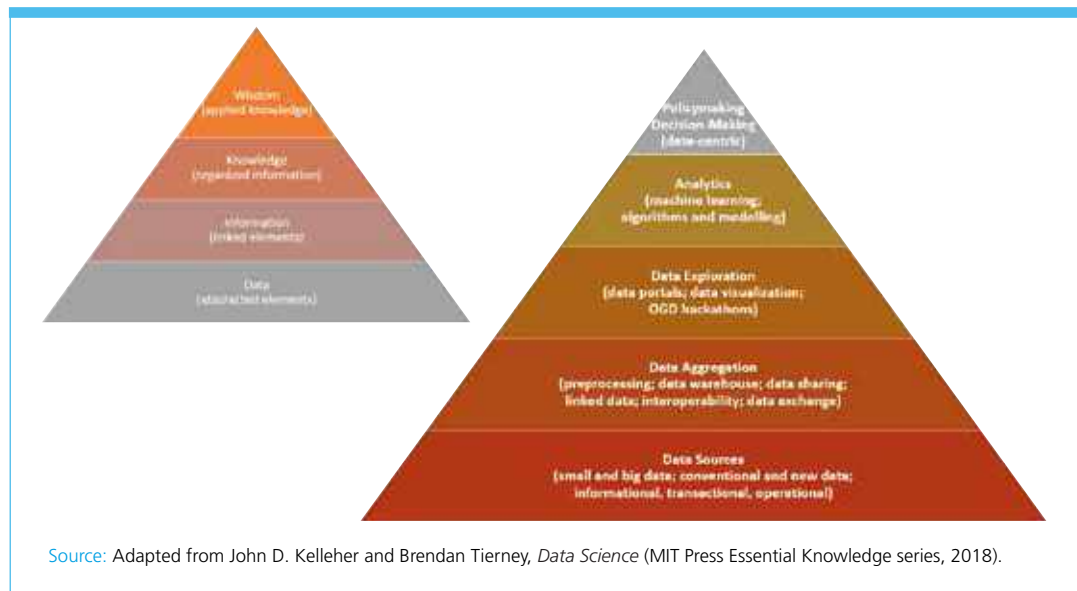 Wisdom
(applied knowledge)
Knowledge
(organized information)
Information
(linked elements)
Data
(abstracted elements)
Policymaking
Decision Making
(data-centric)
Analytics
(machine learning;
algorithms and modelling)
Data Exploration
(data portals; data visualization;
OGD hackathons)
Data Aggregation
(preprocessing; data warehouse; data sharing;
linked data; interoperability; data exchange)
Data Sources
(small and big data; conventional and new data;
informational, transactional, operational)
Source: Adapted from John D. Kelleher and Brendan Tierney, Data Science (MIT Press Essential Knowledge series, 2018).